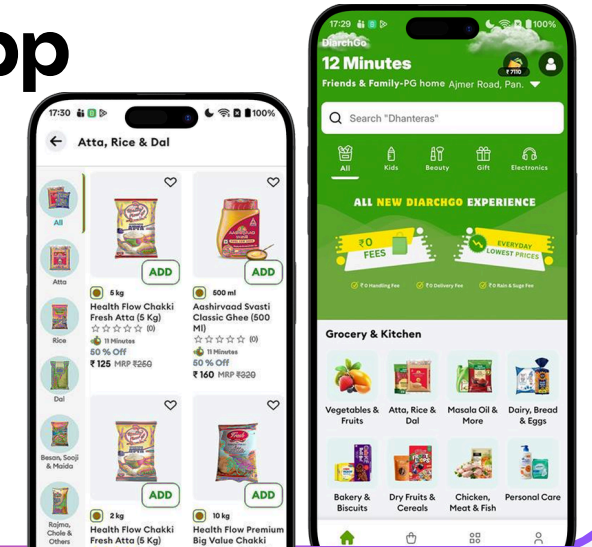 op
17:30
100%
Atta, Rice & Dal
All
Atta
Rice
Dal
Besan, Sooji
& Maida
Rajma,
Chole &
Others
ADD
5 kg
Health Flow Chakki
Fresh Atta (5 Kg)
(0)
11 Minutes
50 % Off
₹ 125 MRP ₹250
ADD
500 ml
Aashirvaad Svasti
Classic Ghee (500
Ml)
(0)
11 Minutes
50 % Off
₹ 160 MRP ₹320
ADD
2 kg
Health Flow Chakki
Fresh Atta (5 Kg)
ADD
10 kg
Health Flow Premium
Big Value Chakki
17:29
100%
DiarchGo
12 Minutes
₹ 7110
Friends & Family-PG home Ajmer Road, Pan.
Search "Dhanteras"
All
Kids
Beauty
Gift
Electronics
ALL NEW DIARCHGO EXPERIENCE
₹0
FEES
EVERYDAY
LOWEST PRICES
₹0 Handling Fee
₹0 Delivery Fee
₹0 Rain & Suge Fee
Grocery & Kitchen
Vegetables &
Fruits
Atta, Rice &
Dal
Masala Oil &
More
Dairy, Bread
& Eggs
Bakery &
Biscuits
Dry Fruits &
Cereals
Chicken,
Meat & Fish
Personal Care